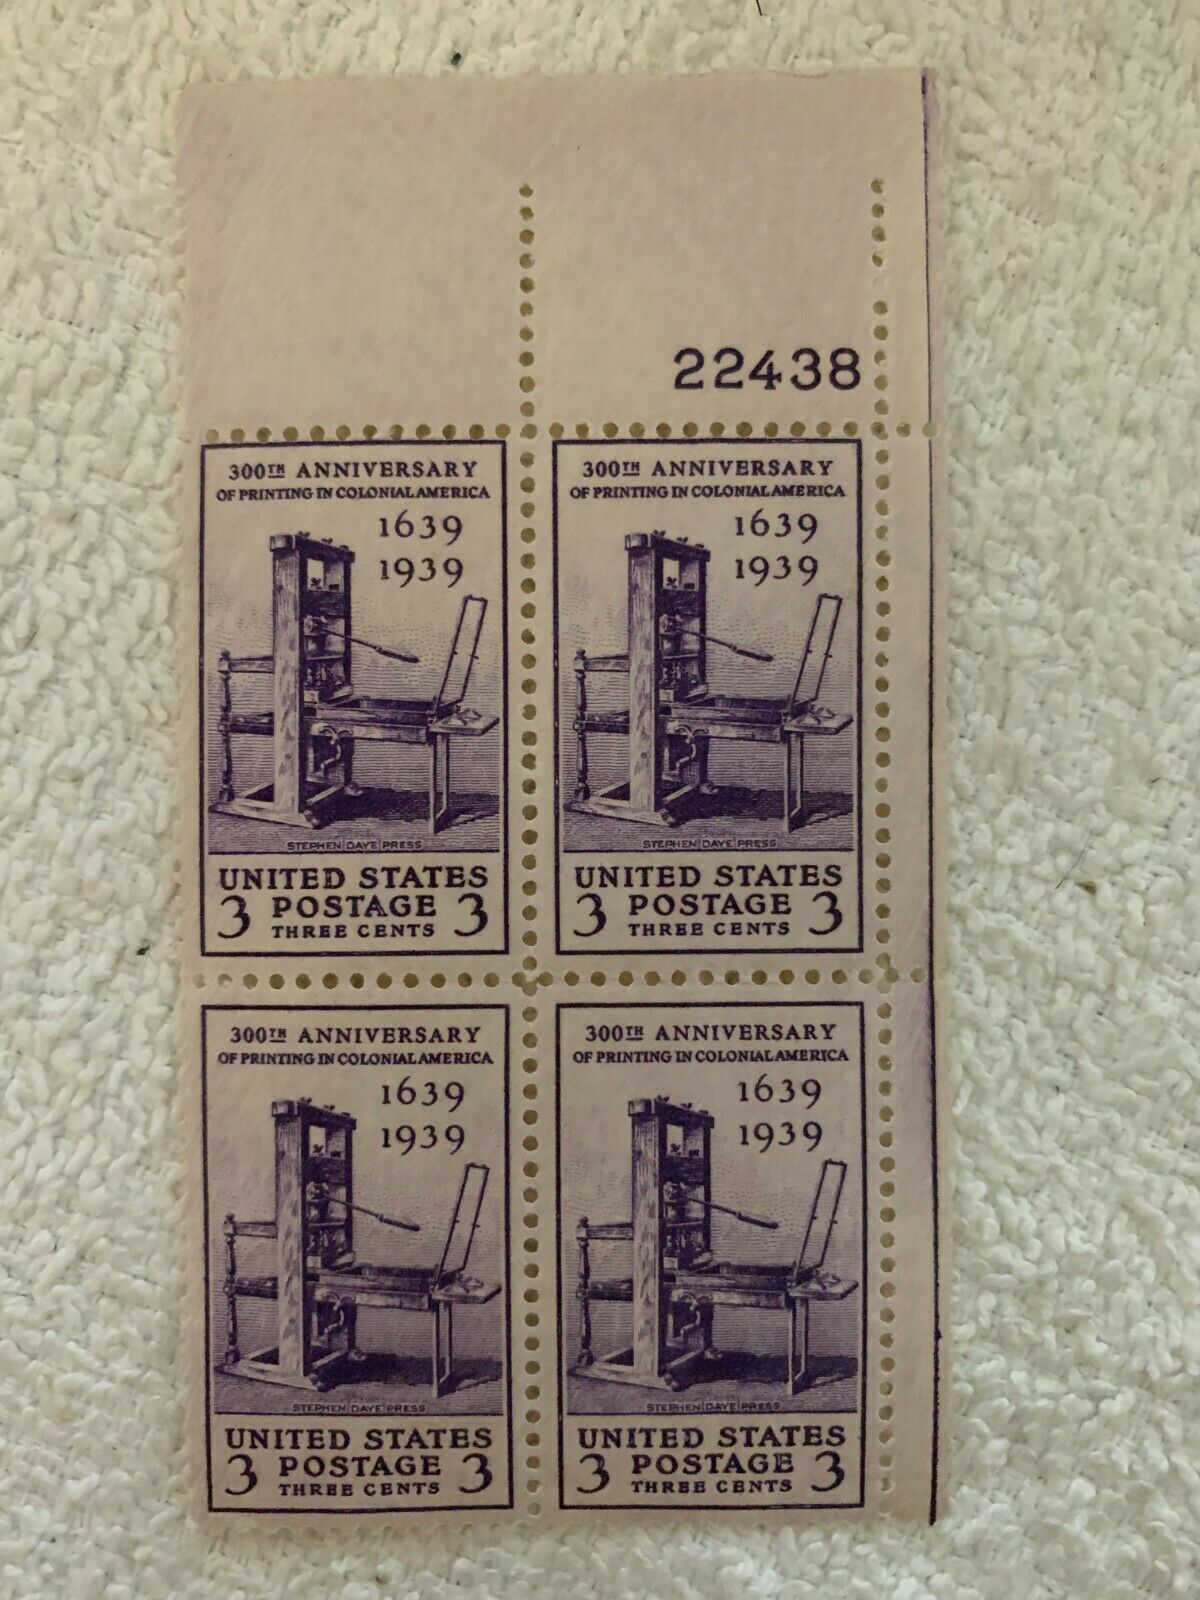 22438
300TH ANNIVERSARY
OF PRINTING IN COLONIAL AMERICA
1639
1939
STEPHEN DAYE PRESS
UNITED STATES
3 POSTAGE 3
THREE CENTS
300TH ANNIVERSARY
OF PRINTING IN COLONIAL AMERICA
1639
1939
STEPHEN DAYE PRESS
UNITED STATES
3 POSTAGE 3
THREE CENTS
300TH ANNIVERSARY
OF PRINTING IN COLONIAL AMERICA
1639
1939
STEPHEN DAYE PRESS
UNITED STATES
3 POSTAGE 3
THREE CENTS
300TH ANNIVERSARY
OF PRINTING IN COLONIAL AMERICA
1639
1939
STEPHEN DAYE PRESS
UNITED STATES
3 POSTAGE 3
THREE CENTS